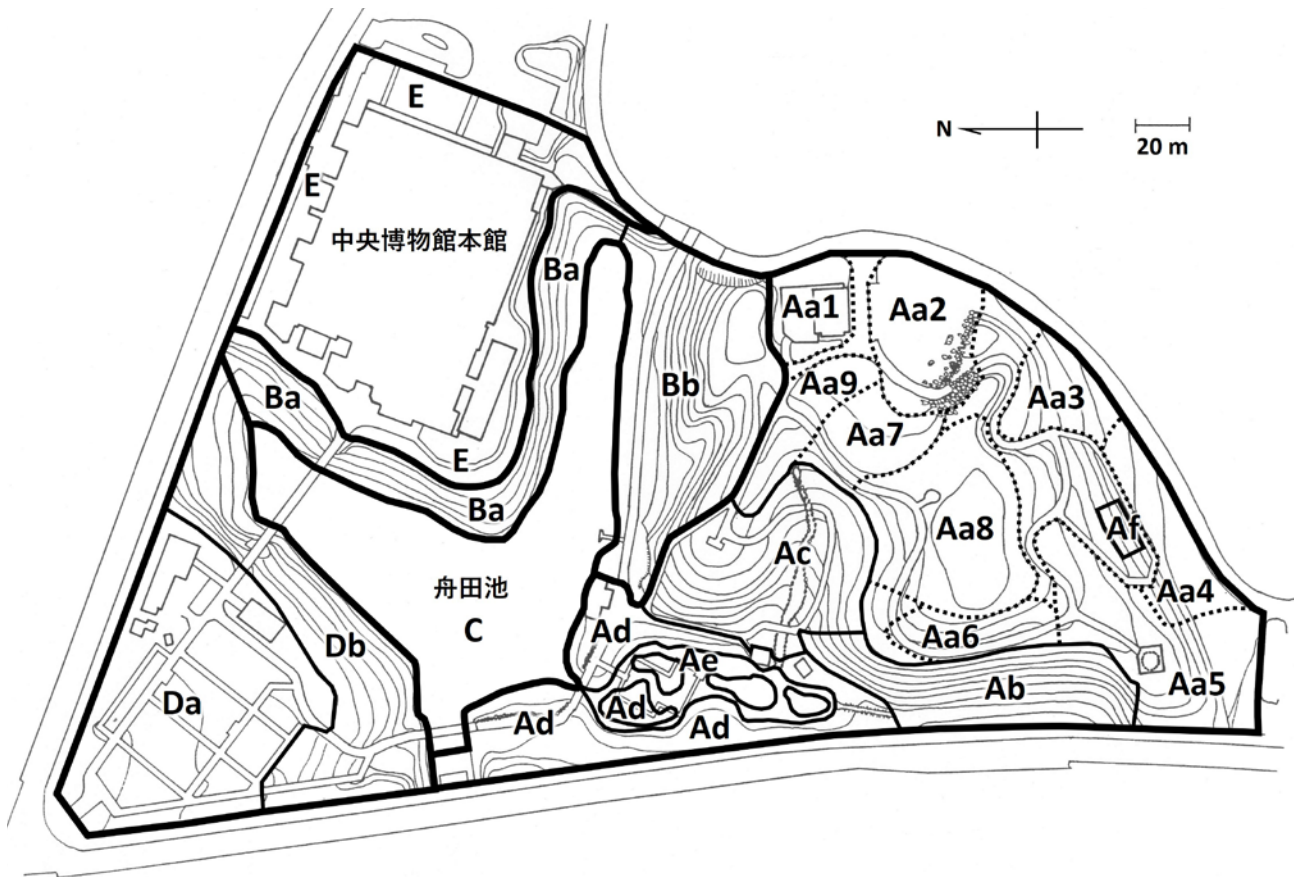 E
N
20 m
E
中央博物館本館
Ba
Aa1
Aa2
Bb
Aa9
Aa3
Ba
Aa7
E
Ba
Aa8
Af
Ac
舟田池
Aa4
C
Ad
Aa6
Db
Ae
Aa5
Da
Ad
Ab
Ad
Ad